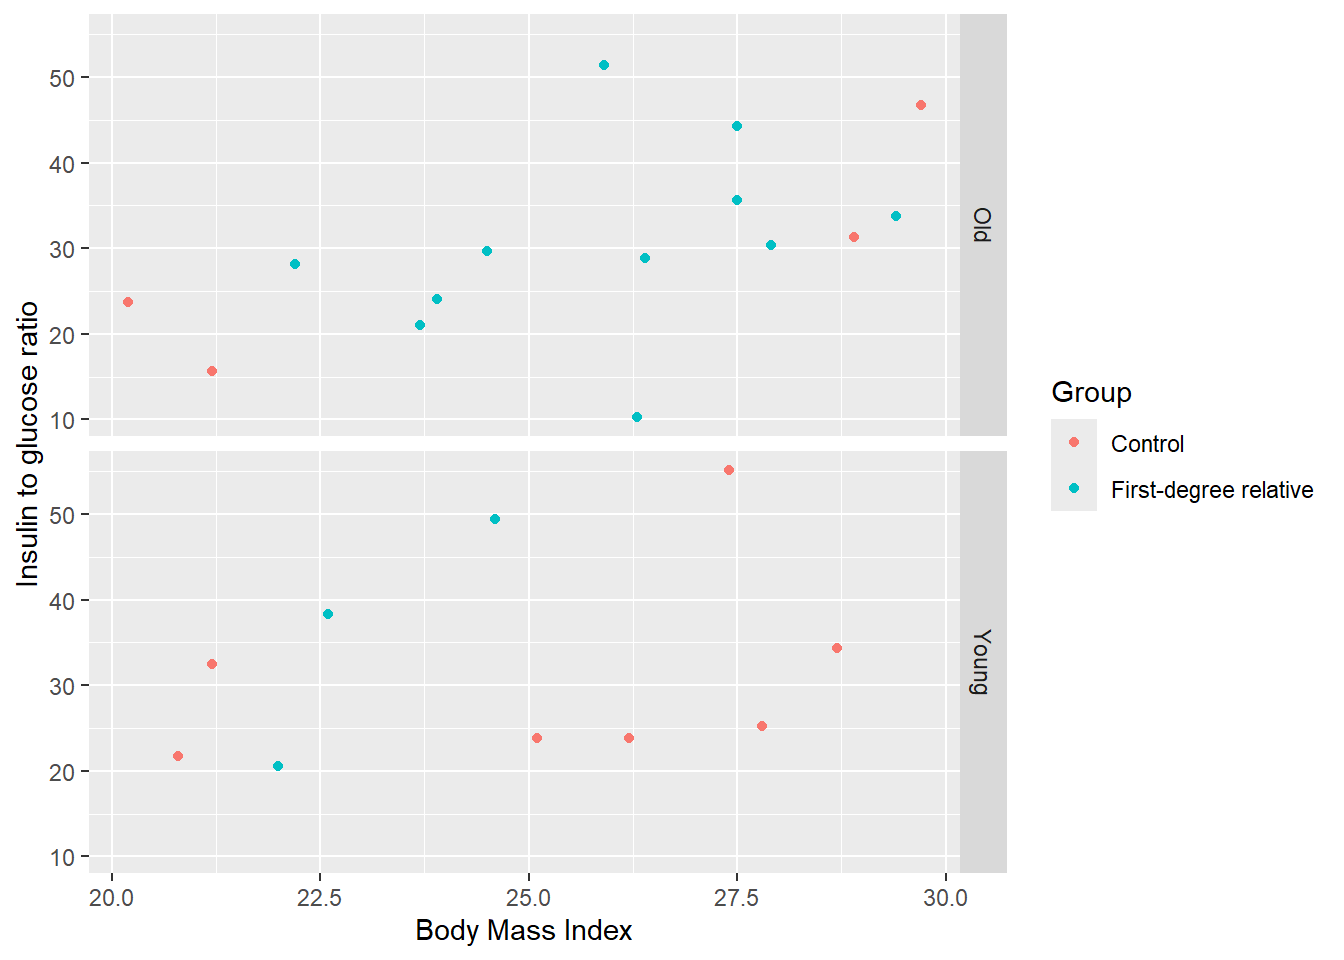 50
40
30
20
10
Old
50
40
30
20
10
Young
20.0 22.5 25.0 27.5 30.0
Body Mass Index
Insulin to glucose ratio
Group
Control
First-degree relative